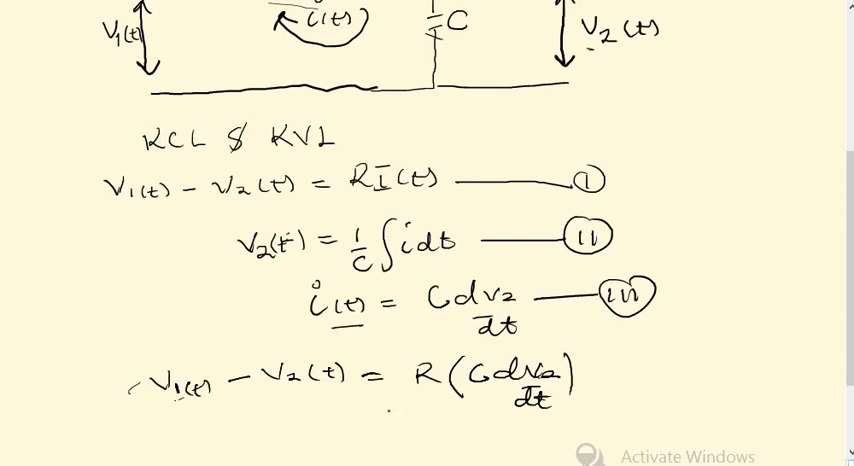 V₁(t) i(t) C V₂(t)
KCL & KVL
V₁(t) - V₂(t) = RI(t) — (I)
V₂(t) = 1/C ∫ i dt — (II)
i(t) = C dv₂/dt — (III)
V₁(t) - V₂(t) = R (C dv₂/dt)
Activate Windows